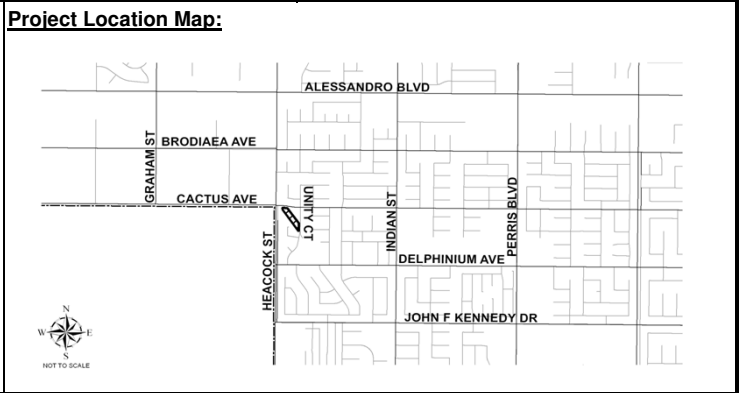 Project Location Map:
ALESSANDRO BLVD
GRAHAM ST
BRODIAEA AVE
CACTUS AVE
UNITY CT
INDIAN ST
PERRIS BLVD
HEACOCK ST
DELPHINIUM AVE
JOHN F KENNEDY DR
N
W
E
S
NOT TO SCALE